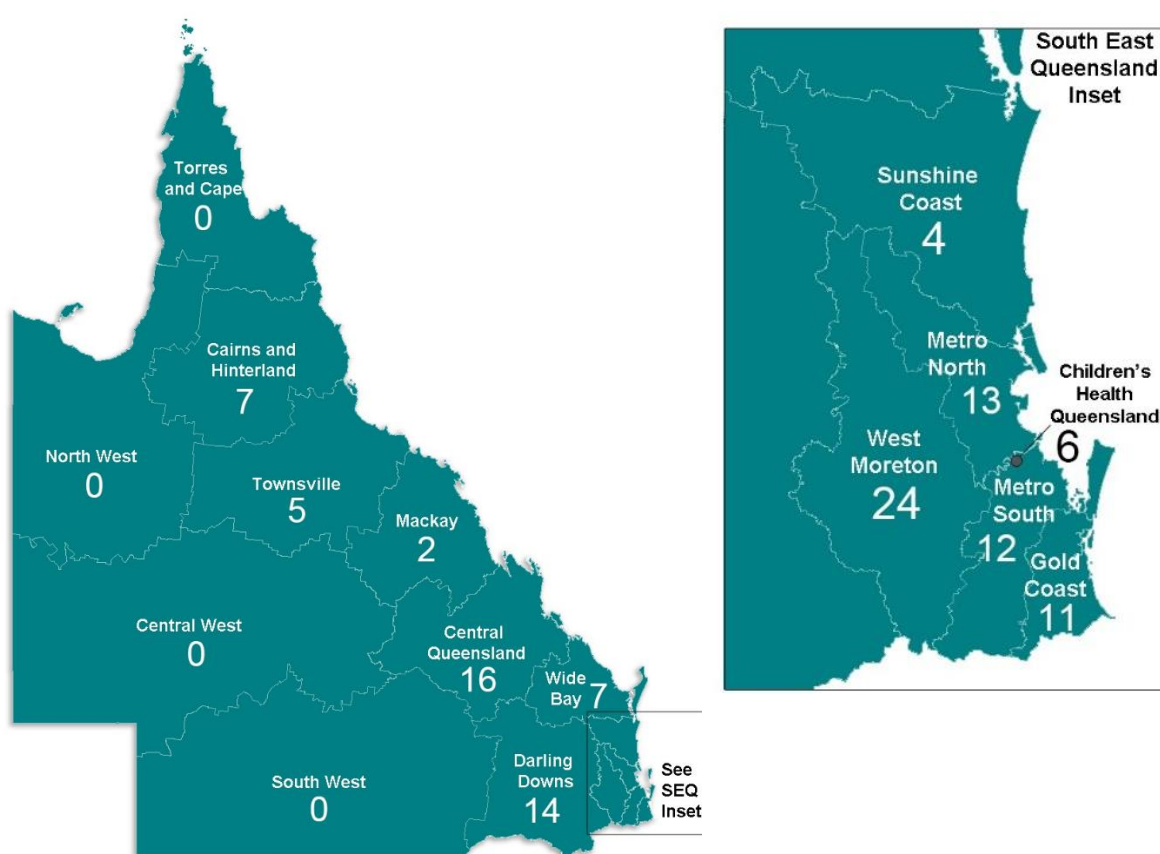 Torres
and Cape
0
Cairns and
Hinterland
7
North West
0
Townsville
5
Mackay
2
Central West
0
Central
Queensland
16
Wide
Bay 7
South West
0
Darling
Downs
14
See
SEQ
Inset
South East
Queensland
Inset
Sunshine
Coast
4
Metro
North
13
Children's
Health
Queensland
6
West
Moreton
24
Metro
South
12
Gold
Coast
11